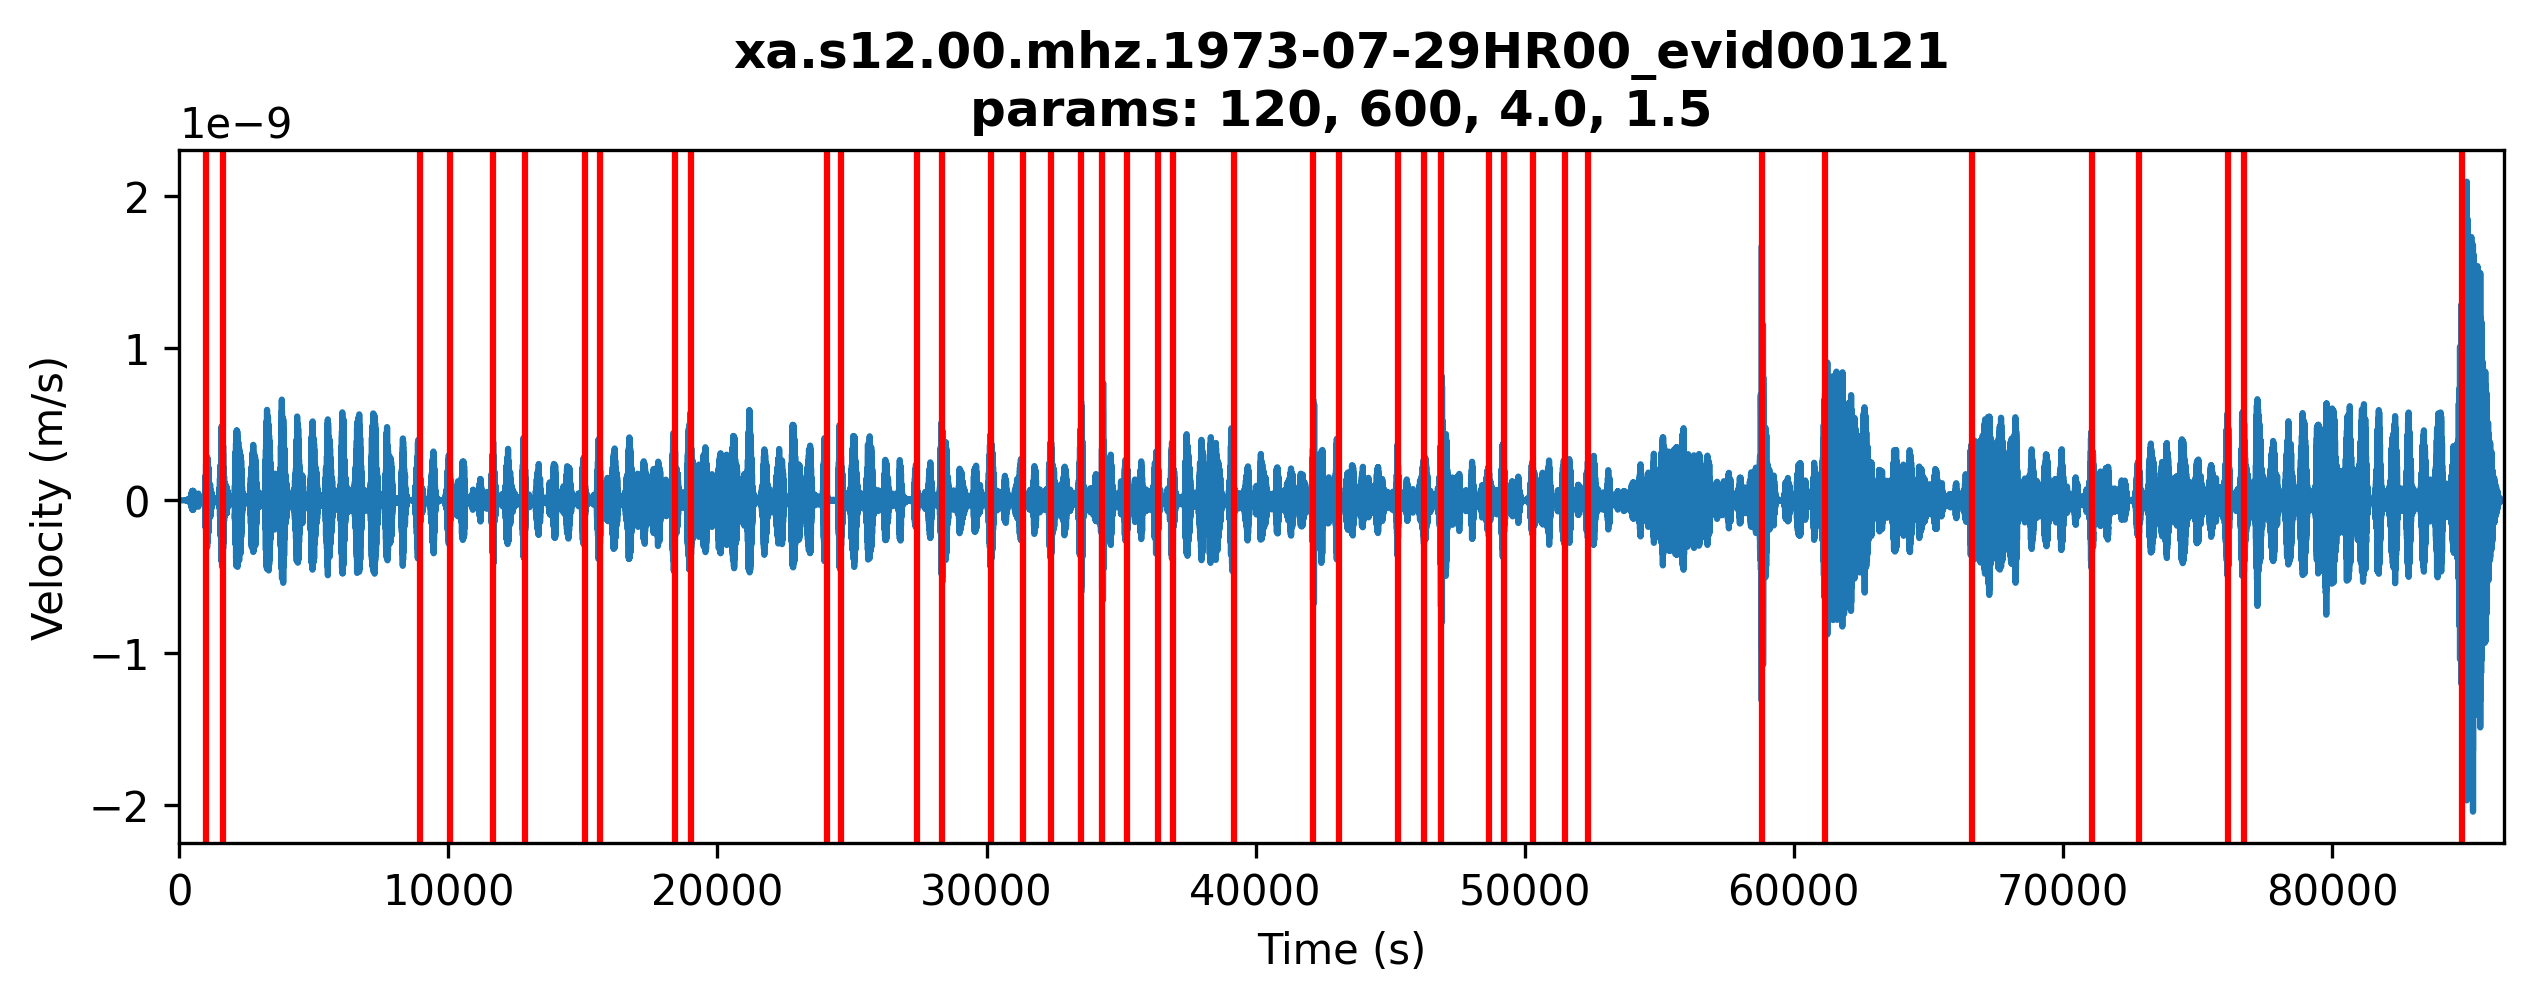 xa.s12.00.mhz.1973-07-29HR00_evid00121
params: 120, 600, 4.0, 1.5
1e−9
2
1
0
−1
−2
Velocity (m/s)
0 10000 20000 30000 40000 50000 60000 70000 80000
Time (s)